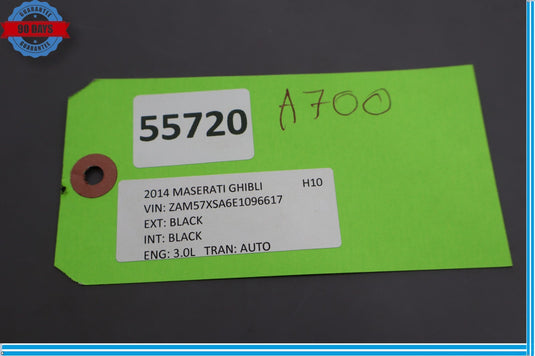 GUARANTEE
90 DAYS
GUARANTEE
55720
A700
2014 MASERATI GHIBLI H10
VIN: ZAM57XSA6E1096617
EXT: BLACK
INT: BLACK
ENG: 3.0L TRAN: AUTO